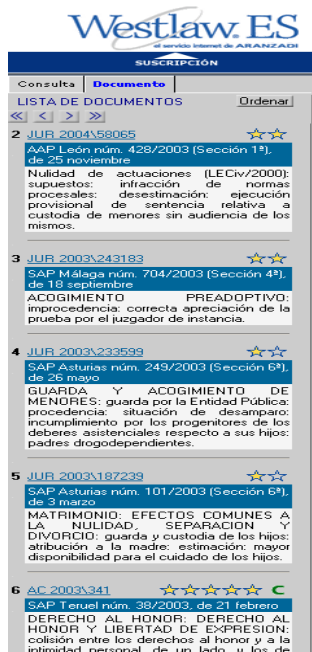 Westlaw.ES
el servicio internet de ARANZADI
SUSCRIPCIÓN
Consulta Documento
LISTA DE DOCUMENTOS Ordenar
2 JUR 2004\58065
AAP León núm. 428/2003 (Sección 1ª),
de 25 noviembre
Nulidad de actuaciones (LECiv/2000):
supuestos: infracción de normas
procesales: desestimación: ejecución
provisional de sentencia relativa a
custodia de menores sin audiencia de los
mismos.
3 JUR 2003\243183
SAP Málaga núm. 704/2003 (Sección 4ª),
de 18 septiembre
ACOGIMIENTO PREADOPTIVO:
improcedencia: correcta apreciación de la
prueba por el juzgador de instancia.
4 JUR 2003\233599
SAP Asturias núm. 249/2003 (Sección 6ª),
de 26 mayo
GUARDA Y ACOGIMIENTO DE
MENORES: guarda por la Entidad Pública:
procedencia: situación de desamparo:
incumplimiento por los progenitores de los
deberes asistenciales respecto a sus hijos:
padres drogodependientes.
5 JUR 2003\187239
SAP Asturias núm. 101/2003 (Sección 6ª),
de 3 marzo
MATRIMONIO: EFECTOS COMUNES A
LA NULIDAD, SEPARACION Y
DIVORCIO: guarda y custodia de los hijos:
atribución a la madre: estimación: mayor
disponibilidad para el cuidado de los hijos.
6 AC 2003\341 C
SAP Teruel núm. 38/2003, de 21 febrero
DERECHO AL HONOR: DERECHO AL
HONOR Y LIBERTAD DE EXPRESION:
colisión entre los derechos al honor y a la
intimidad personal, de un lado, y los de